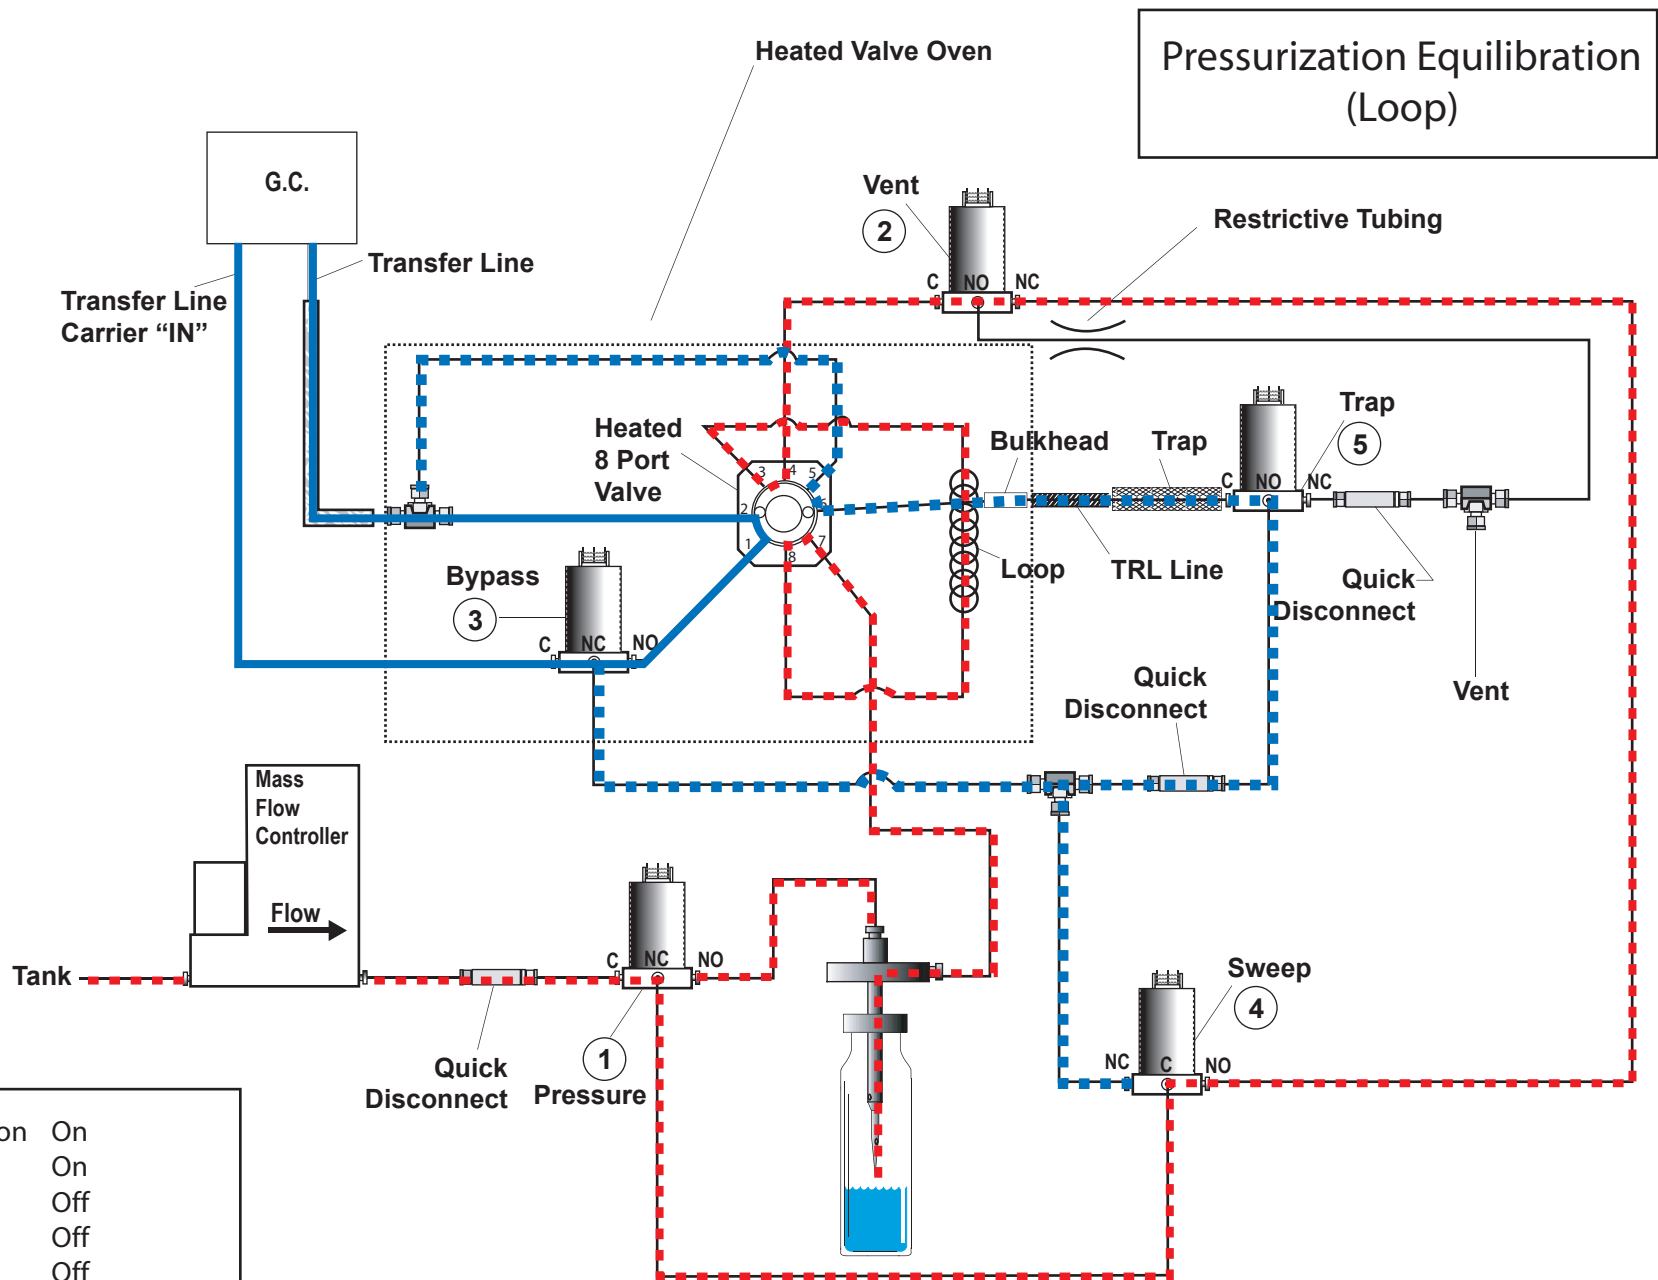 Pressurization Equilibration
(Loop)
Heated Valve Oven
G.C.
Transfer Line
Transfer Line
Carrier “IN”
Vent
2
C NO NC
Restrictive Tubing
Heated
8 Port
Valve
3 4 5
2 6
1 8 7
Bulkhead
Trap
Trap
5
C NO NC
Loop
TRL Line
Quick
Disconnect
Vent
Bypass
3
C NC NO
Quick
Disconnect
Mass
Flow
Controller
Flow
Tank
C NC NO
Quick
Disconnect
1
Pressure
Sweep
4
NC C NO
On
On
Off
Off
Off